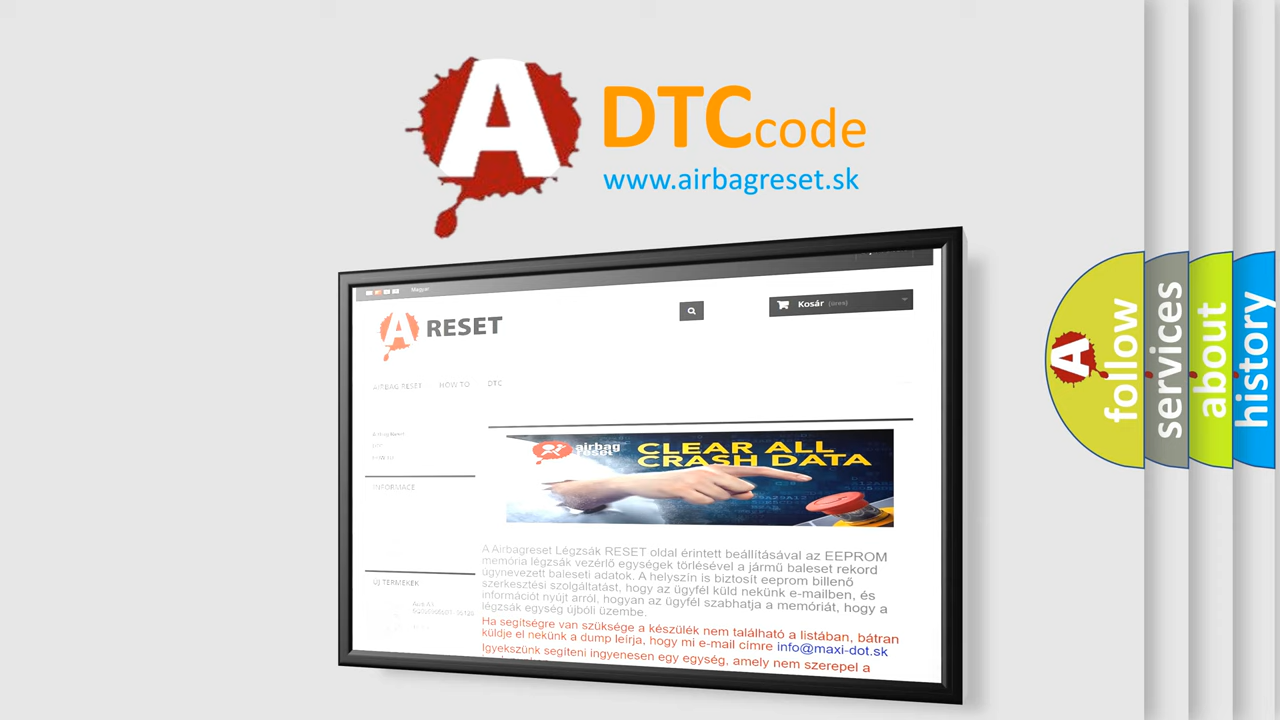 A
DTCcode
www.airbagreset.sk
Magyar
A RESET
Kosár (üres)
AIRBAG RESET HOW TO DTC
INFORMACE
airbag
reset
CLEAR ALL
CRASH DATA
A Airbagreset Légzsák RESET oldal érintett beállításával az EEPROM
memória légzsák vezérlő egységek törlésével a jármű baleset rekord
úgynevezett baleseti adatok. A helyszín is biztosít eeprom billenő
szerkesztési szolgáltatást, hogy az ügyfél küld nekünk e-mailben, és
információt nyújt arról, hogyan az ügyfél szabhatja a memóriát, hogy a
légzsák egység újbóli üzembe.
ÚJ TERMÉKEK
Ha segítségre van szüksége a készülék nem található a listában, bátran
küldje el nekünk a dump leírja, hogy mi e-mail címre info@maxi-dot.sk
Igyekszünk segíteni ingyenesen egy egység, amely nem szerepel a
A follow
services
about
history